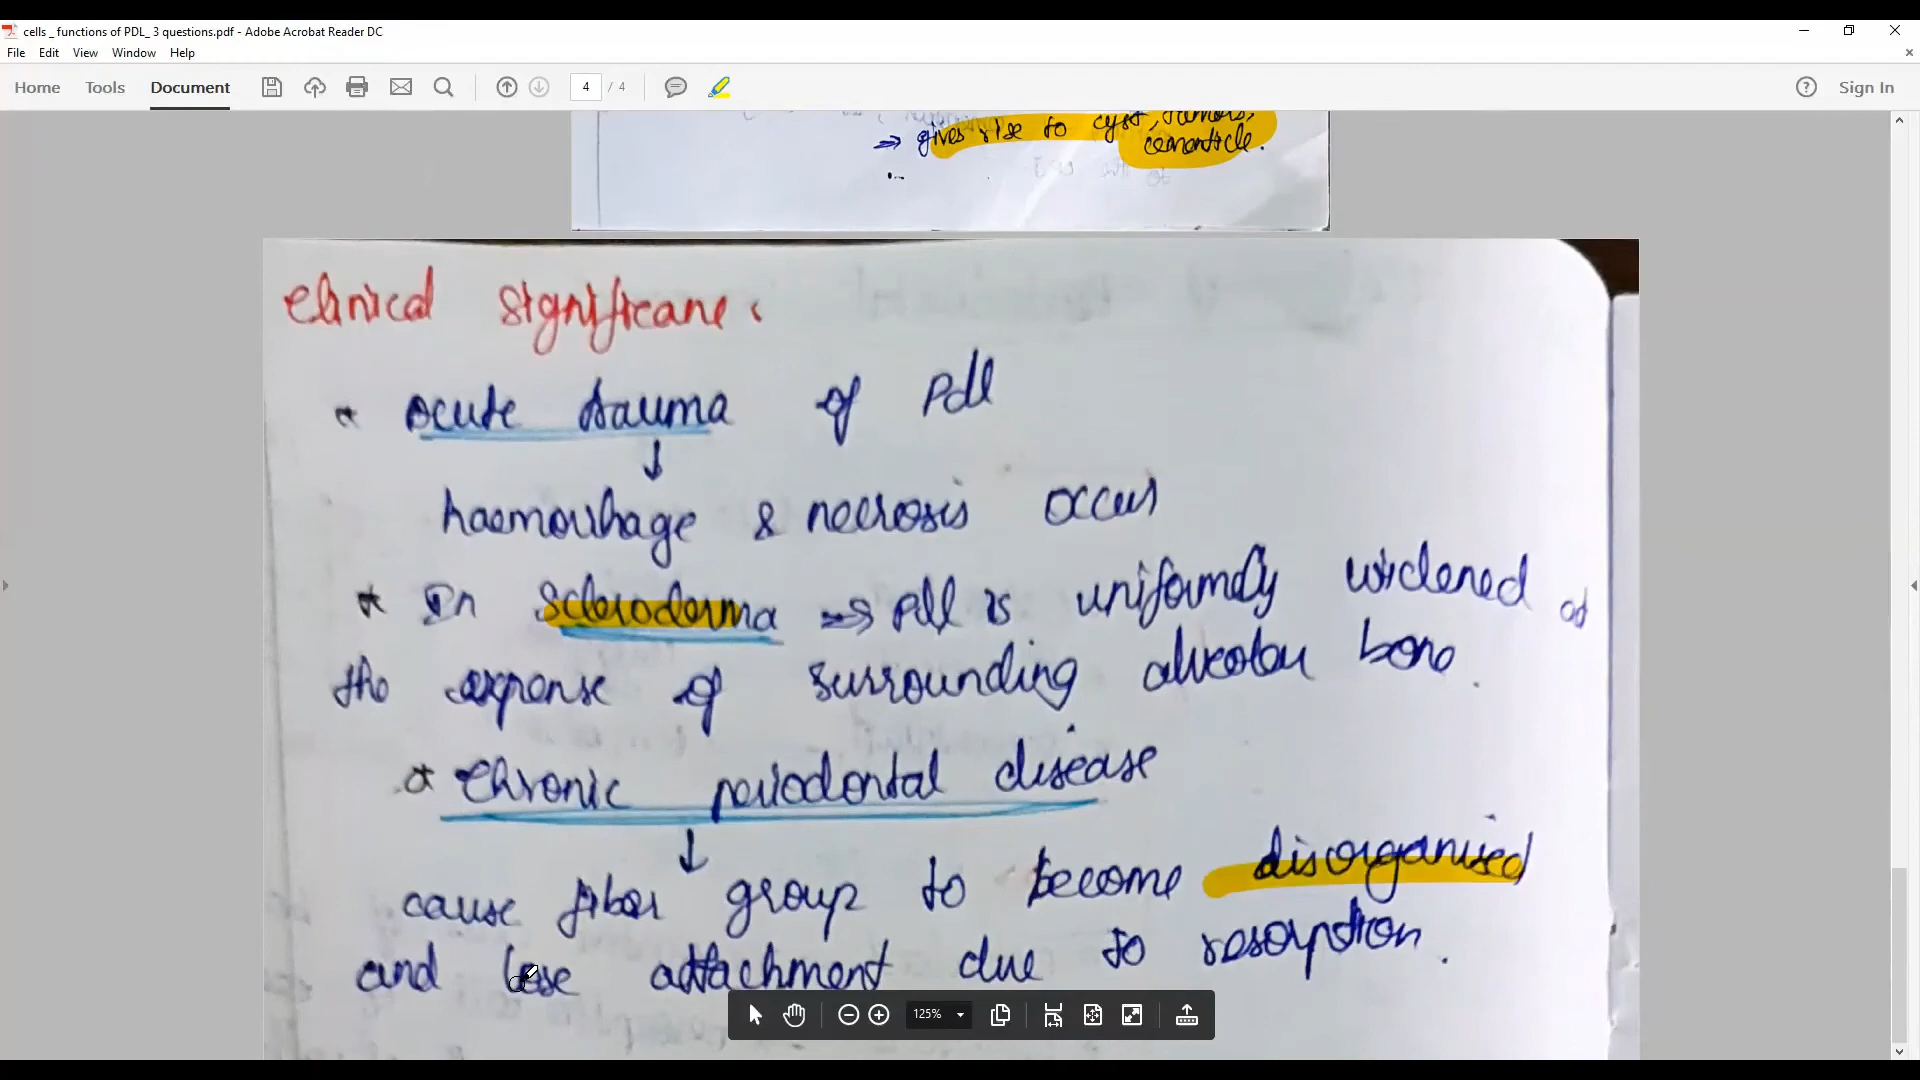 cells _ functions of PDL_ 3 questions.pdf - Adobe Acrobat Reader DC
File Edit View Window Help
Home Tools Document 4 / 4 Sign In
⇒ gives rise to cyst, tumors,
cementicle.
Clinical significane :
* acute trauma of Pdl
↓
haemorrhage & necrosis occur
* In Scleroderma ⇒ Pdl is uniformly widened at
the expense of surrounding alveolar bone.
* Chronic periodontal disease
↓
cause fiber group to become disorganised
and lose attachment due to resorption.
125%